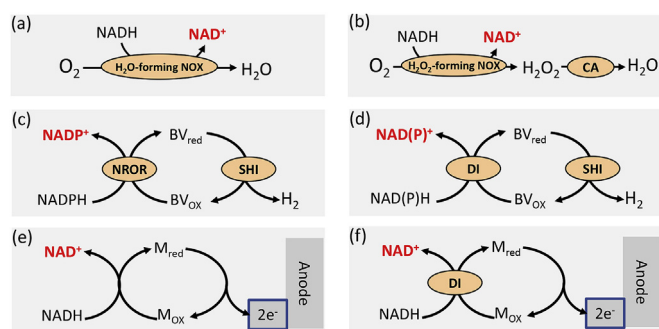 (a)
NADH
NAD⁺
O₂
H₂O-forming NOX
H₂O
(b)
NADH
NAD⁺
O₂
H₂O₂-forming NOX
H₂O₂
CA
H₂O
(c)
NADP⁺
BVred
NROR
SHI
NADPH
BVOX
H₂
(d)
NAD(P)⁺
BVred
DI
SHI
NAD(P)H
BVOX
H₂
(e)
NAD⁺
Mred
NADH
MOX
2e⁻
Anode
(f)
NAD⁺
Mred
DI
NADH
MOX
2e⁻
Anode